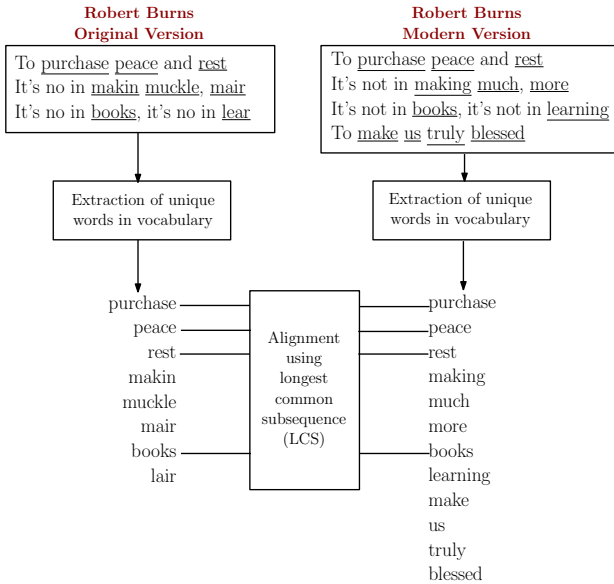 Robert Burns
Original Version
To purchase peace and rest
It's no in makin muckle, mair
It's no in books, it's no in lear
Extraction of unique
words in vocabulary
purchase
peace
rest
makin
muckle
mair
books
lair
Alignment
using
longest
common
subsequence
(LCS)
Robert Burns
Modern Version
To purchase peace and rest
It's not in making much, more
It's not in books, it's not in learning
To make us truly blessed
Extraction of unique
words in vocabulary
purchase
peace
rest
making
much
more
books
learning
make
us
truly
blessed